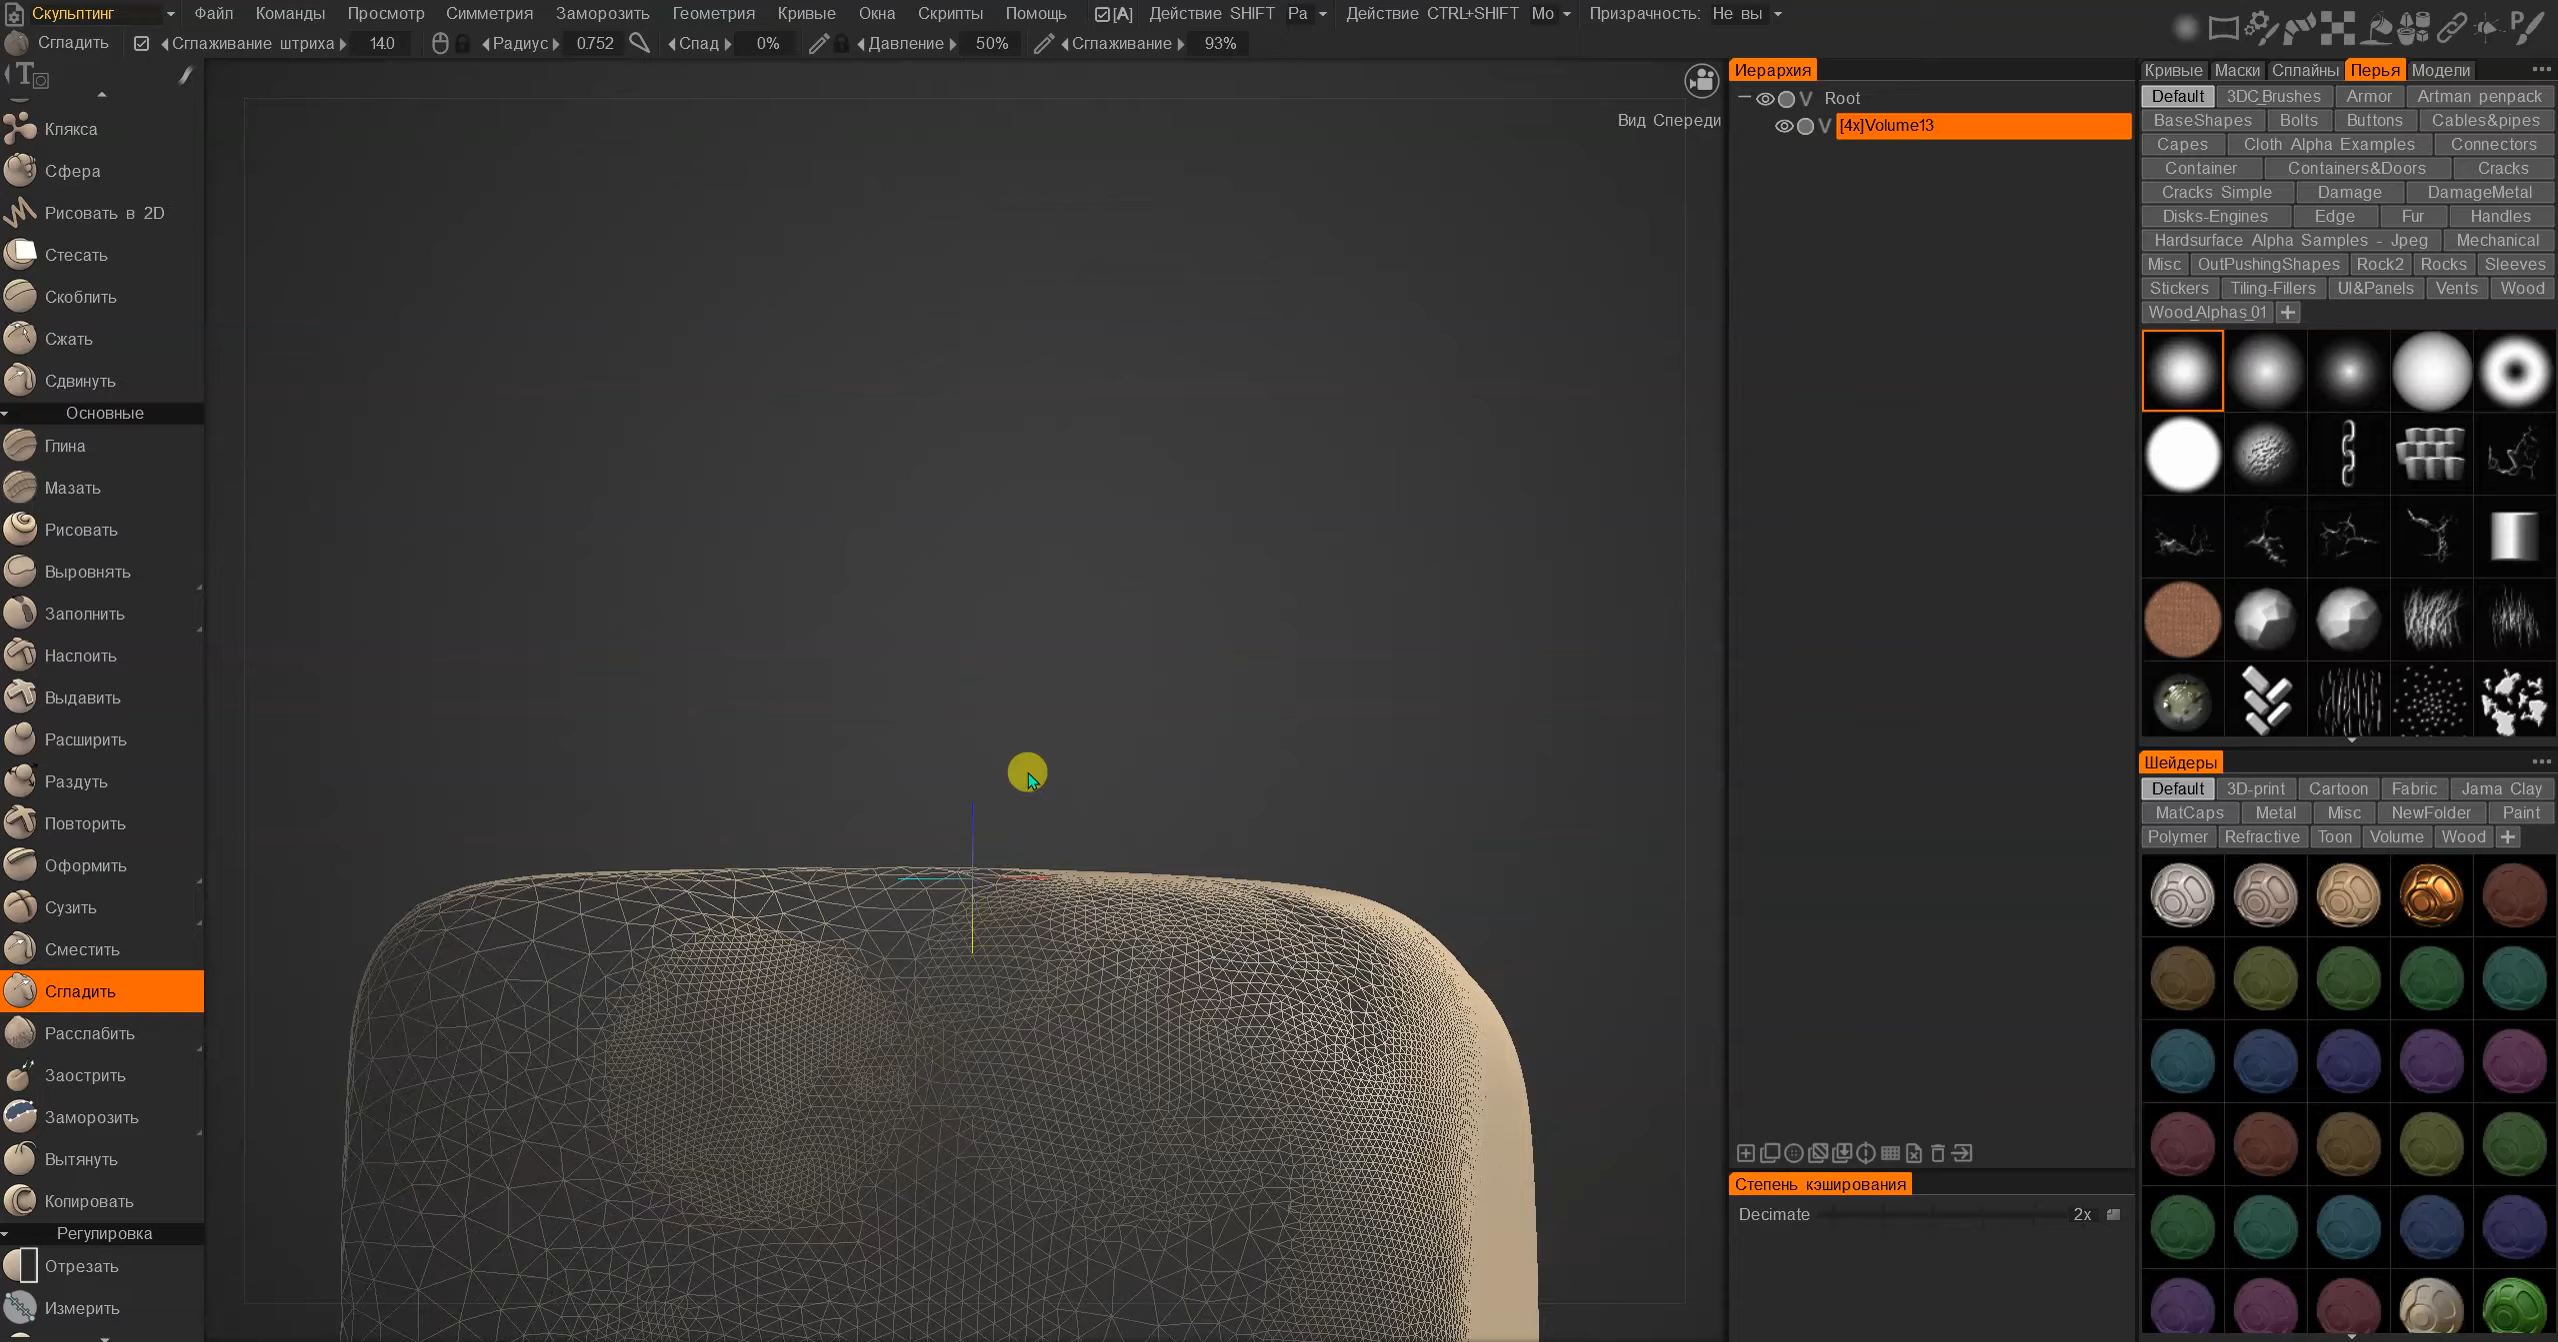 Скульптинг Файл Команды Просмотр Симметрия Заморозить Геометрия Кривые Окна Скрипты Помощь [A] Действие SHIFT Ра Действие CTRL+SHIFT Мо Призрачность: Не вы
Сгладить Сглаживание штриха 14.0 Радиус 0.752 Спад 0% Давление 50% Сглаживание 93%
Клякса
Сфера
Рисовать в 2D
Стесать
Скоблить
Сжать
Сдвинуть
Основные
Глина
Мазать
Рисовать
Выровнять
Заполнить
Наслоить
Выдавить
Расширить
Раздуть
Повторить
Оформить
Сузить
Сместить
Сгладить
Расслабить
Заострить
Заморозить
Вытянуть
Копировать
Регулировка
Отрезать
Измерить
Вид Спереди
Иерархия
V Root
V [4x]Volume13
Степень кэширования
Decimate 2x
Кривые Маски Сплайны Перья Модели
Default 3DC_Brushes Armor Artman penpack
BaseShapes Bolts Buttons Cables&pipes
Capes Cloth Alpha Examples Connectors
Container Containers&Doors Cracks
Cracks Simple Damage DamageMetal
Disks-Engines Edge Fur Handles
Hardsurface Alpha Samples - Jpeg Mechanical
Misc OutPushingShapes Rock2 Rocks Sleeves
Stickers Tiling-Fillers UI&Panels Vents Wood
Wood_Alphas_01
Шейдеры
Default 3D-print Cartoon Fabric Jama Clay
MatCaps Metal Misc NewFolder Paint
Polymer Refractive Toon Volume Wood